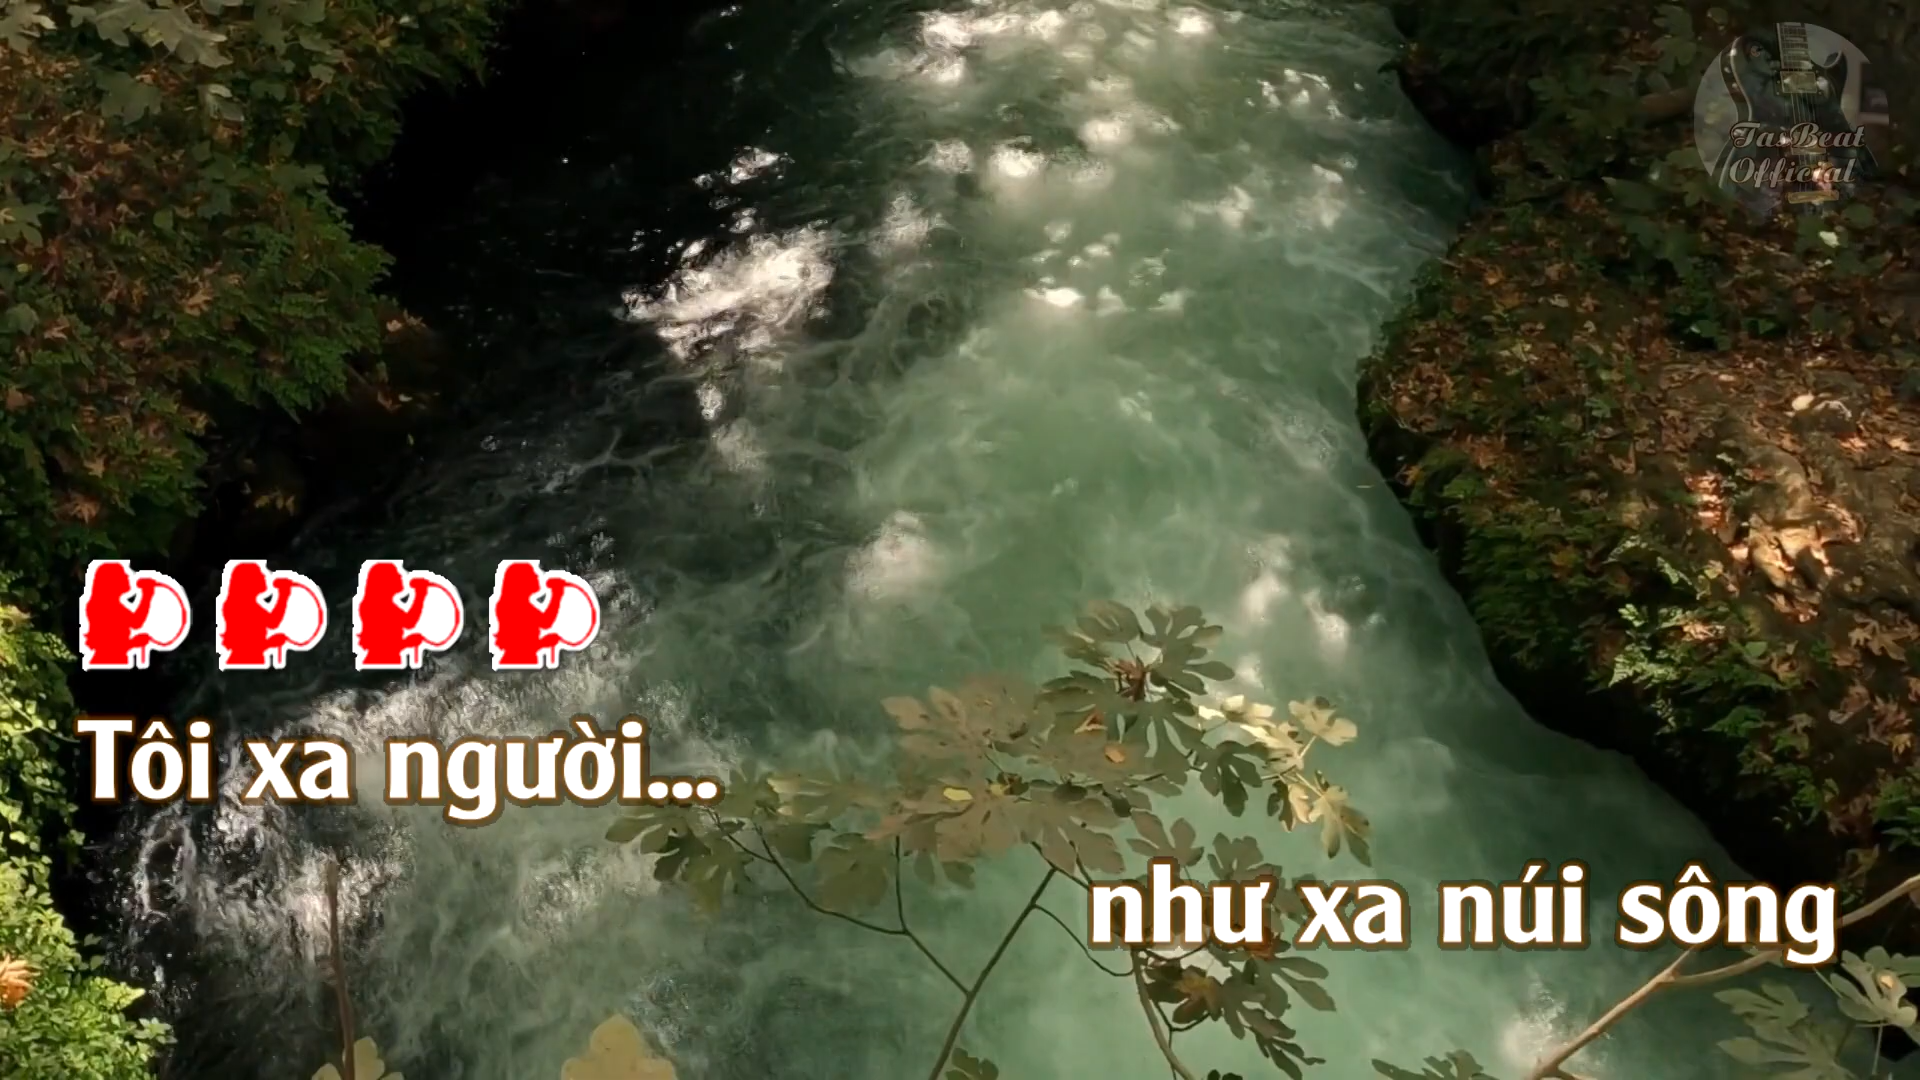 TasBeat
Official
Tôi xa người...
như xa núi sông